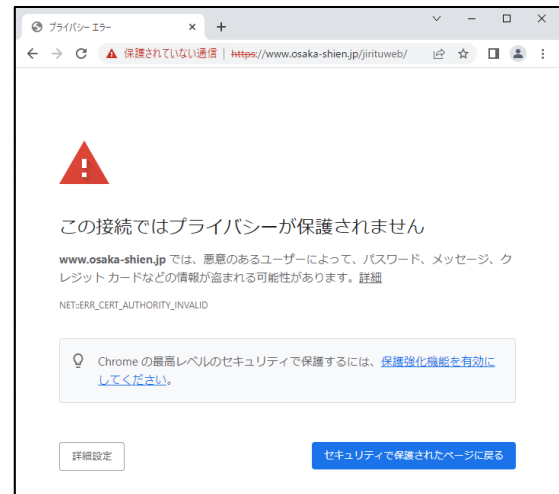 プライバシー エラー
保護されていない通信 | https://www.osaka-shien.jp/jirituweb/
この接続ではプライバシーが保護されません
www.osaka-shien.jp では、悪意のあるユーザーによって、パスワード、メッセージ、ク
レジット カードなどの情報が盗まれる可能性があります。詳細
NET::ERR_CERT_AUTHORITY_INVALID
Chrome の最高レベルのセキュリティで保護するには、保護強化機能を有効に
してください。
詳細設定
セキュリティで保護されたページに戻る